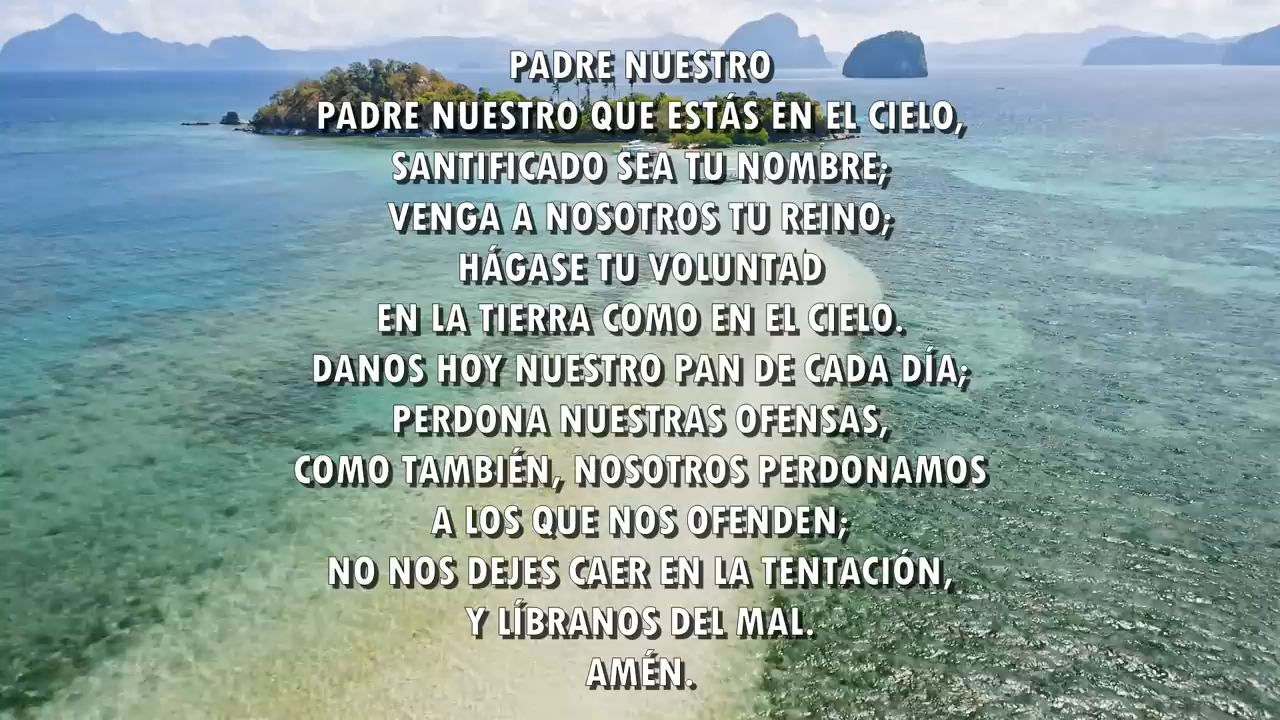 PADRE NUESTRO
PADRE NUESTRO QUE ESTÁS EN EL CIELO,
SANTIFICADO SEA TU NOMBRE;
VENGA A NOSOTROS TU REINO;
HÁGASE TU VOLUNTAD
EN LA TIERRA COMO EN EL CIELO.
DANOS HOY NUESTRO PAN DE CADA DÍA;
PERDONA NUESTRAS OFENSAS,
COMO TAMBIÉN, NOSOTROS PERDONAMOS
A LOS QUE NOS OFENDEN;
NO NOS DEJES CAER EN LA TENTACIÓN,
Y LÍBRANOS DEL MAL.
AMÉN.